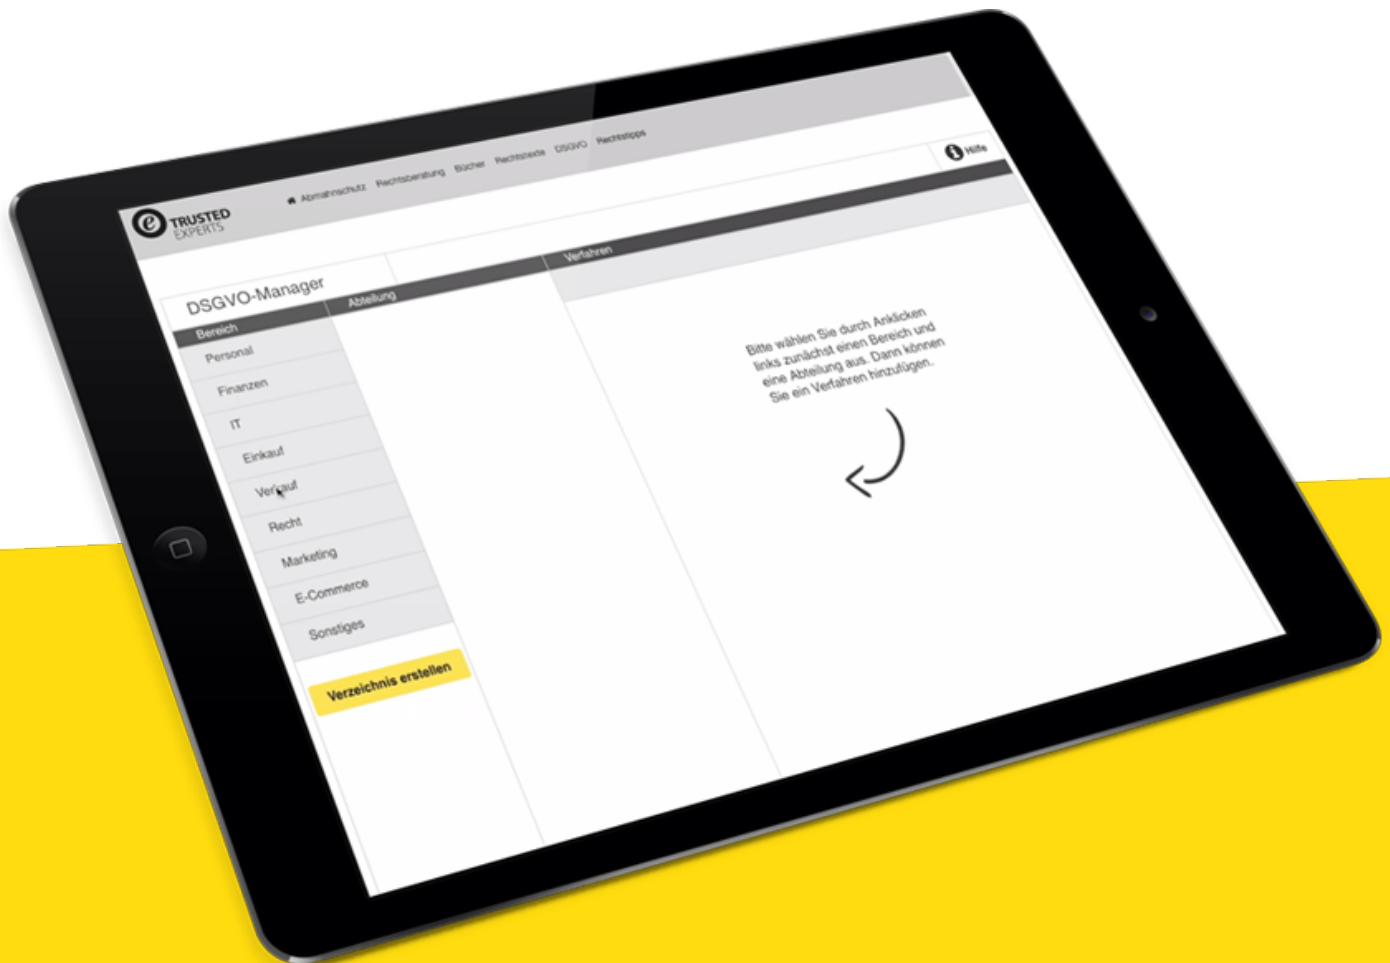 e TRUSTED
EXPERTS
Abmahnschutz Rechtsberatung Bücher Rechtstexte DSGVO Rechtstipps
Hilfe
DSGVO-Manager
Bereich Abteilung Verfahren
Personal
Finanzen
IT
Einkauf
Verkauf
Recht
Marketing
E-Commerce
Sonstiges
Verzeichnis erstellen
Bitte wählen Sie durch Anklicken
links zunächst einen Bereich und
eine Abteilung aus. Dann können
Sie ein Verfahren hinzufügen.